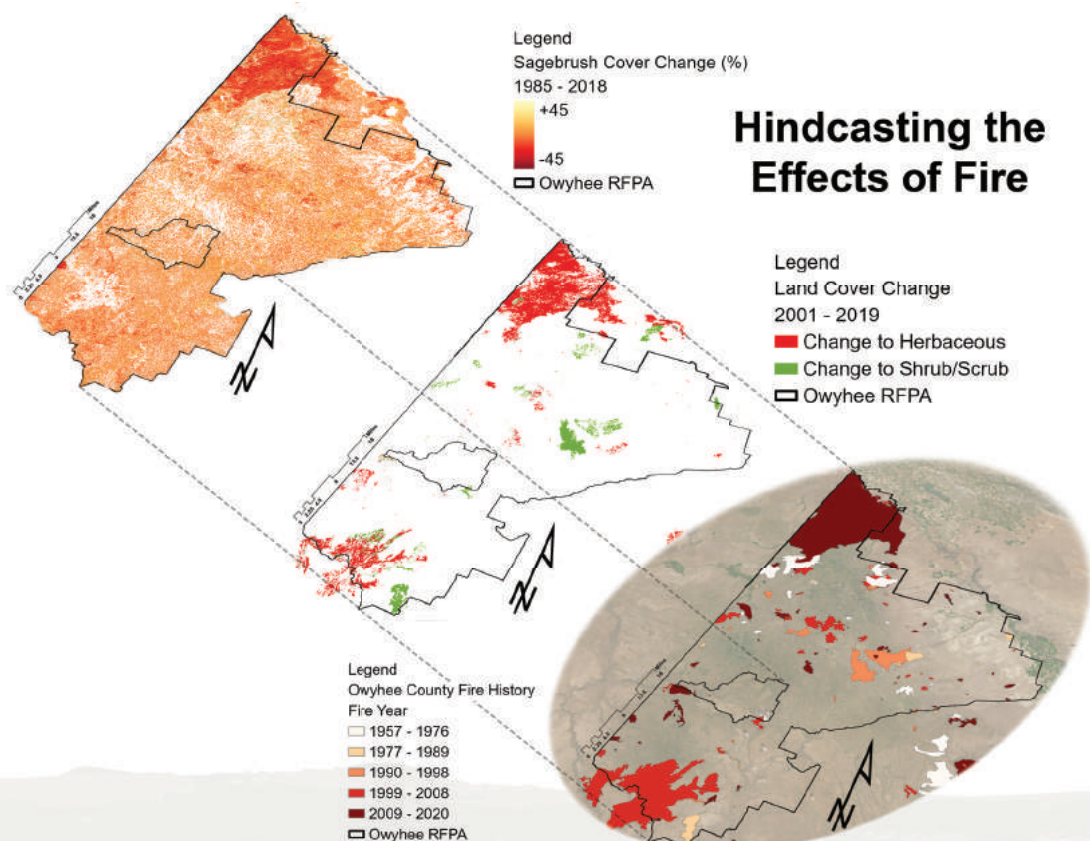 Legend
Sagebrush Cover Change (%)
1985 - 2018
+45
-45
Owyhee RFPA
Hindcasting the
Effects of Fire
Legend
Land Cover Change
2001 - 2019
Change to Herbaceous
Change to Shrub/Scrub
Owyhee RFPA
N
N
N
Legend
Owyhee County Fire History
Fire Year
1957 - 1976
1977 - 1989
1990 - 1998
1999 - 2008
2009 - 2020
Owyhee RFPA